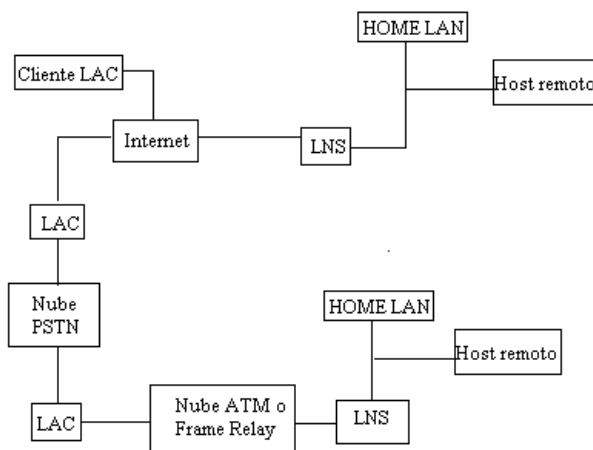 HOME LAN
Cliente LAC
Host remoto
Internet
LNS
LAC
Nube
PSTN
HOME LAN
Host remoto
LAC
Nube ATM o
Frame Relay
LNS